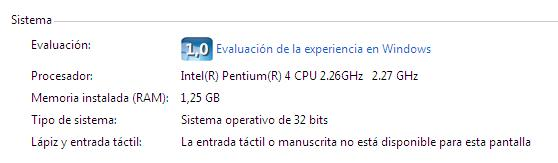 Sistema
Evaluación: 1,0 Evaluación de la experiencia en Windows
Procesador: Intel(R) Pentium(R) 4 CPU 2.26GHz 2.27 GHz
Memoria instalada (RAM): 1,25 GB
Tipo de sistema: Sistema operativo de 32 bits
Lápiz y entrada táctil: La entrada táctil o manuscrita no está disponible para esta pantalla